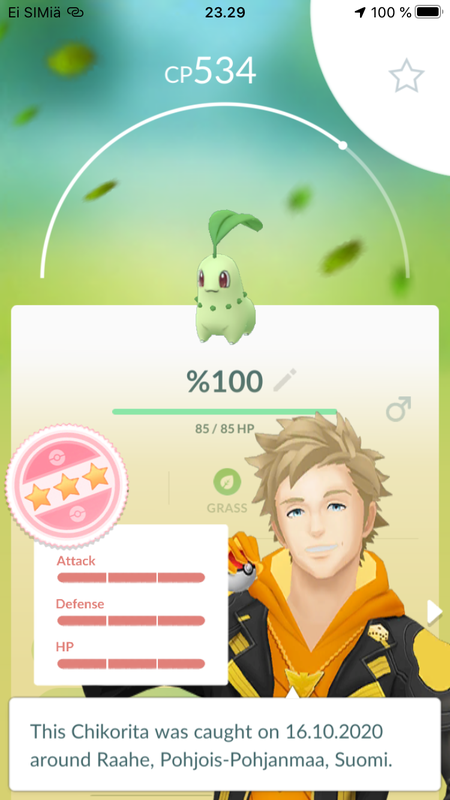 Ei SIMiä 23.29 100 %
CP534
%100
85 / 85 HP
GRASS
Attack
Defense
HP
This Chikorita was caught on 16.10.2020
around Raahe, Pohjois-Pohjanmaa, Suomi.